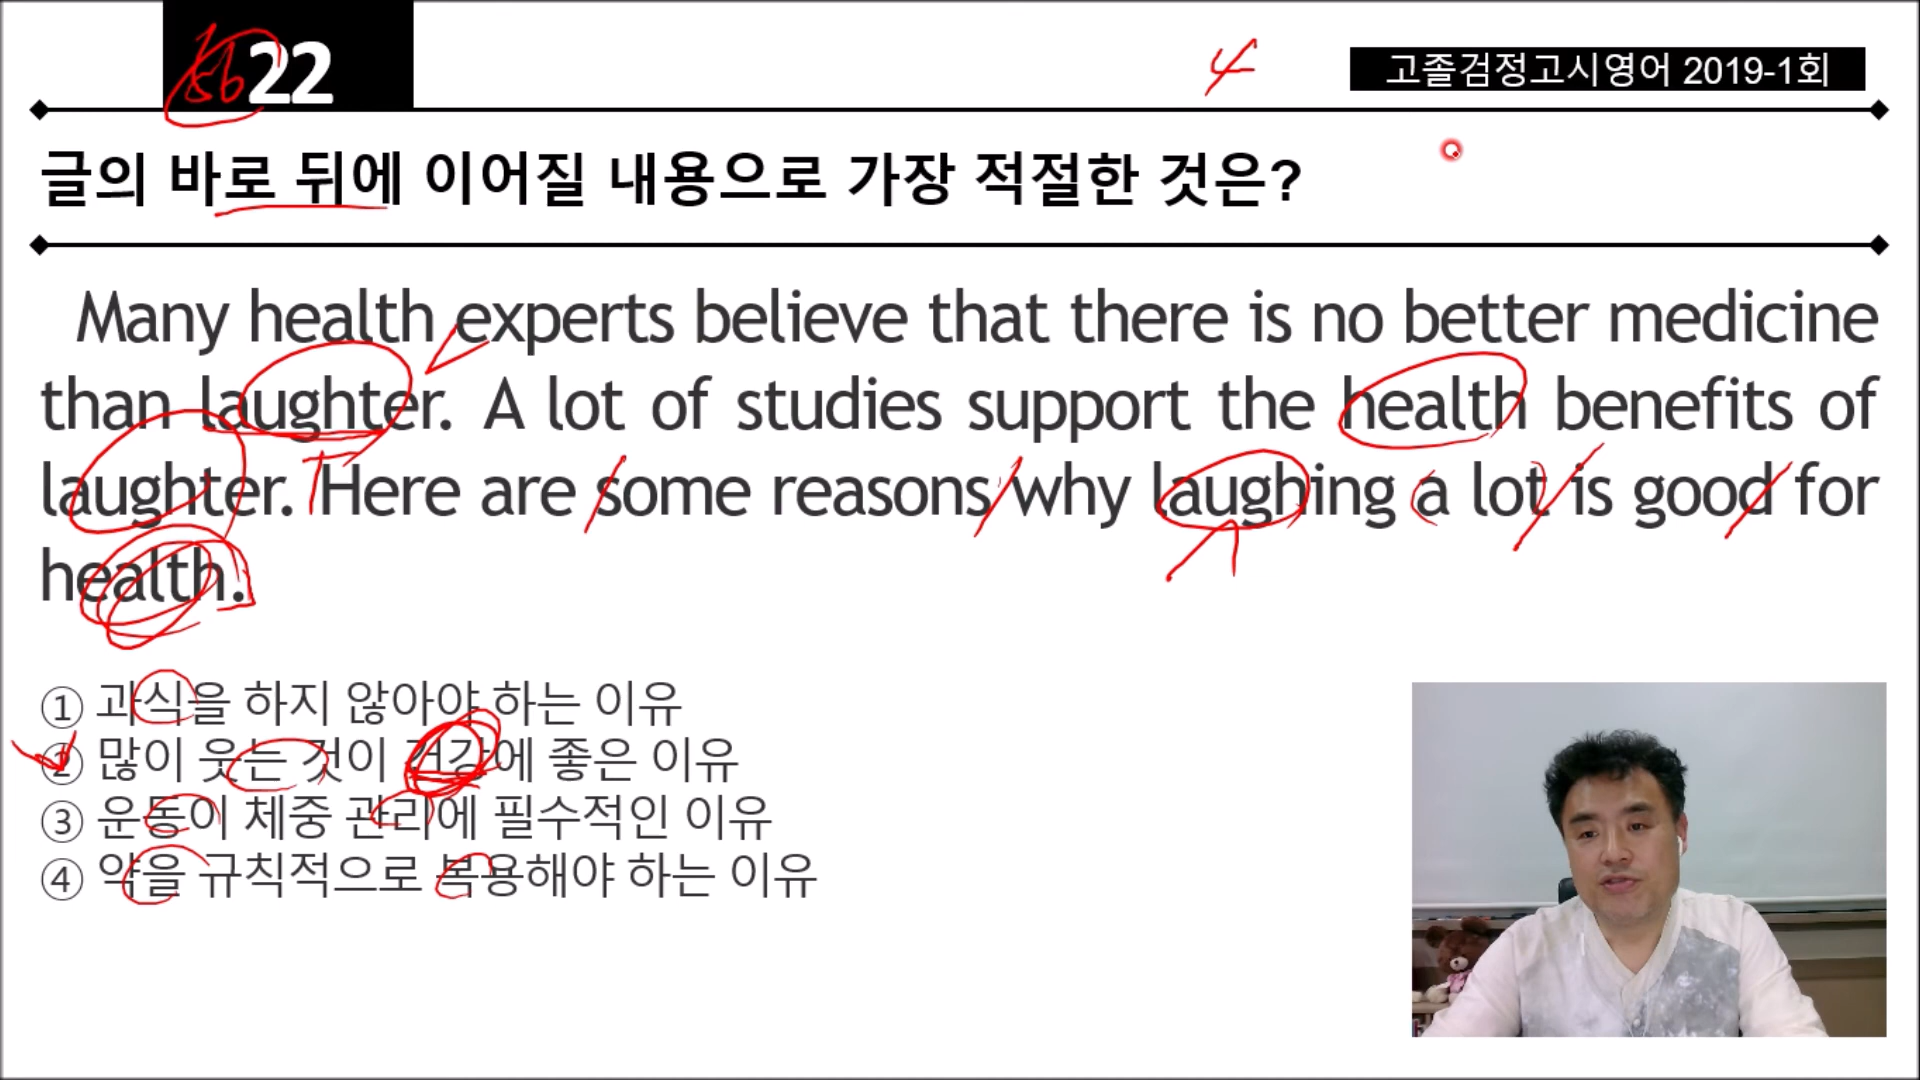 22
4
고졸검정고시영어 2019-1회
글의 바로 뒤에 이어질 내용으로 가장 적절한 것은?
Many health experts believe that there is no better medicine
than laughter. A lot of studies support the health benefits of
laughter. Here are some reasons why laughing a lot is good for
health.
① 과식을 하지 않아야 하는 이유
② 많이 웃는 것이 건강에 좋은 이유
③ 운동이 체중 관리에 필수적인 이유
④ 약을 규칙적으로 복용해야 하는 이유